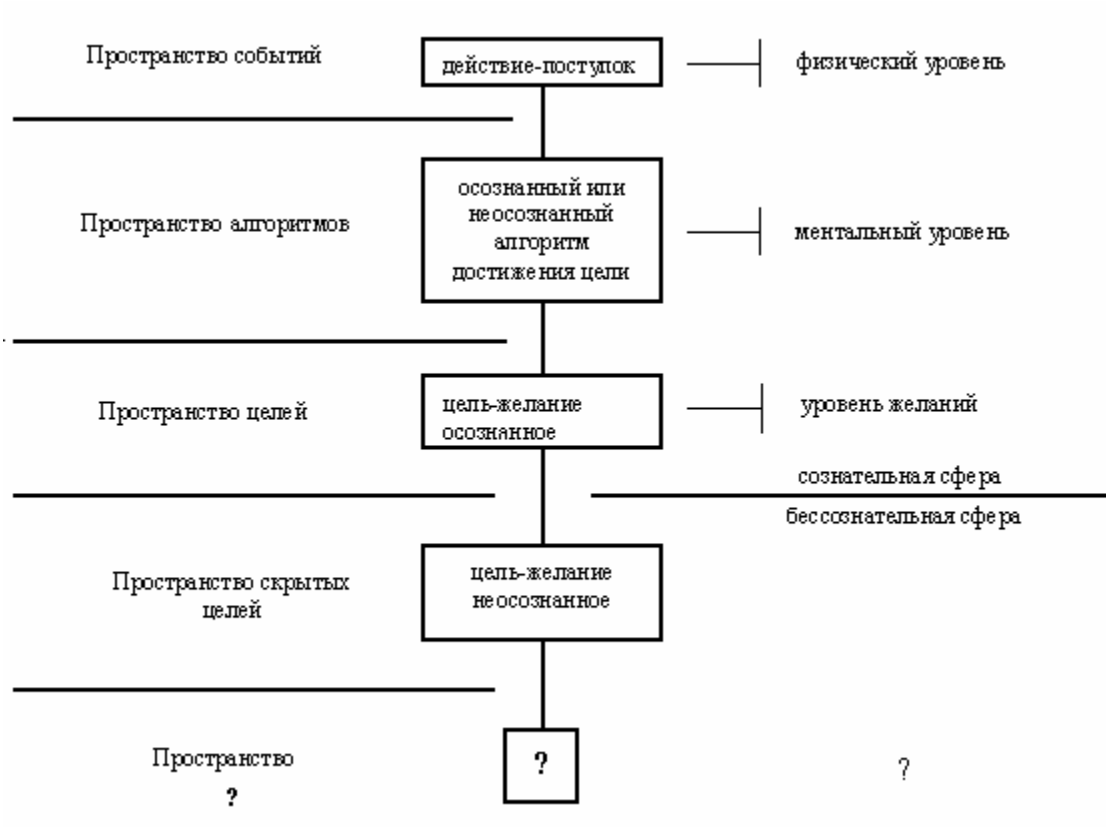 Пространство событий
действие-поступок
физический уровень
осознанный или
неосознанный
алгоритм
достижения цели
Пространство алгоритмов
ментальный уровень
Пространство целей
цель-желание
осознанное
уровень желаний
сознательная сфера
бессознательная сфера
Пространство скрытых
целей
цель-желание
неосознанное
Пространство
?
?
?